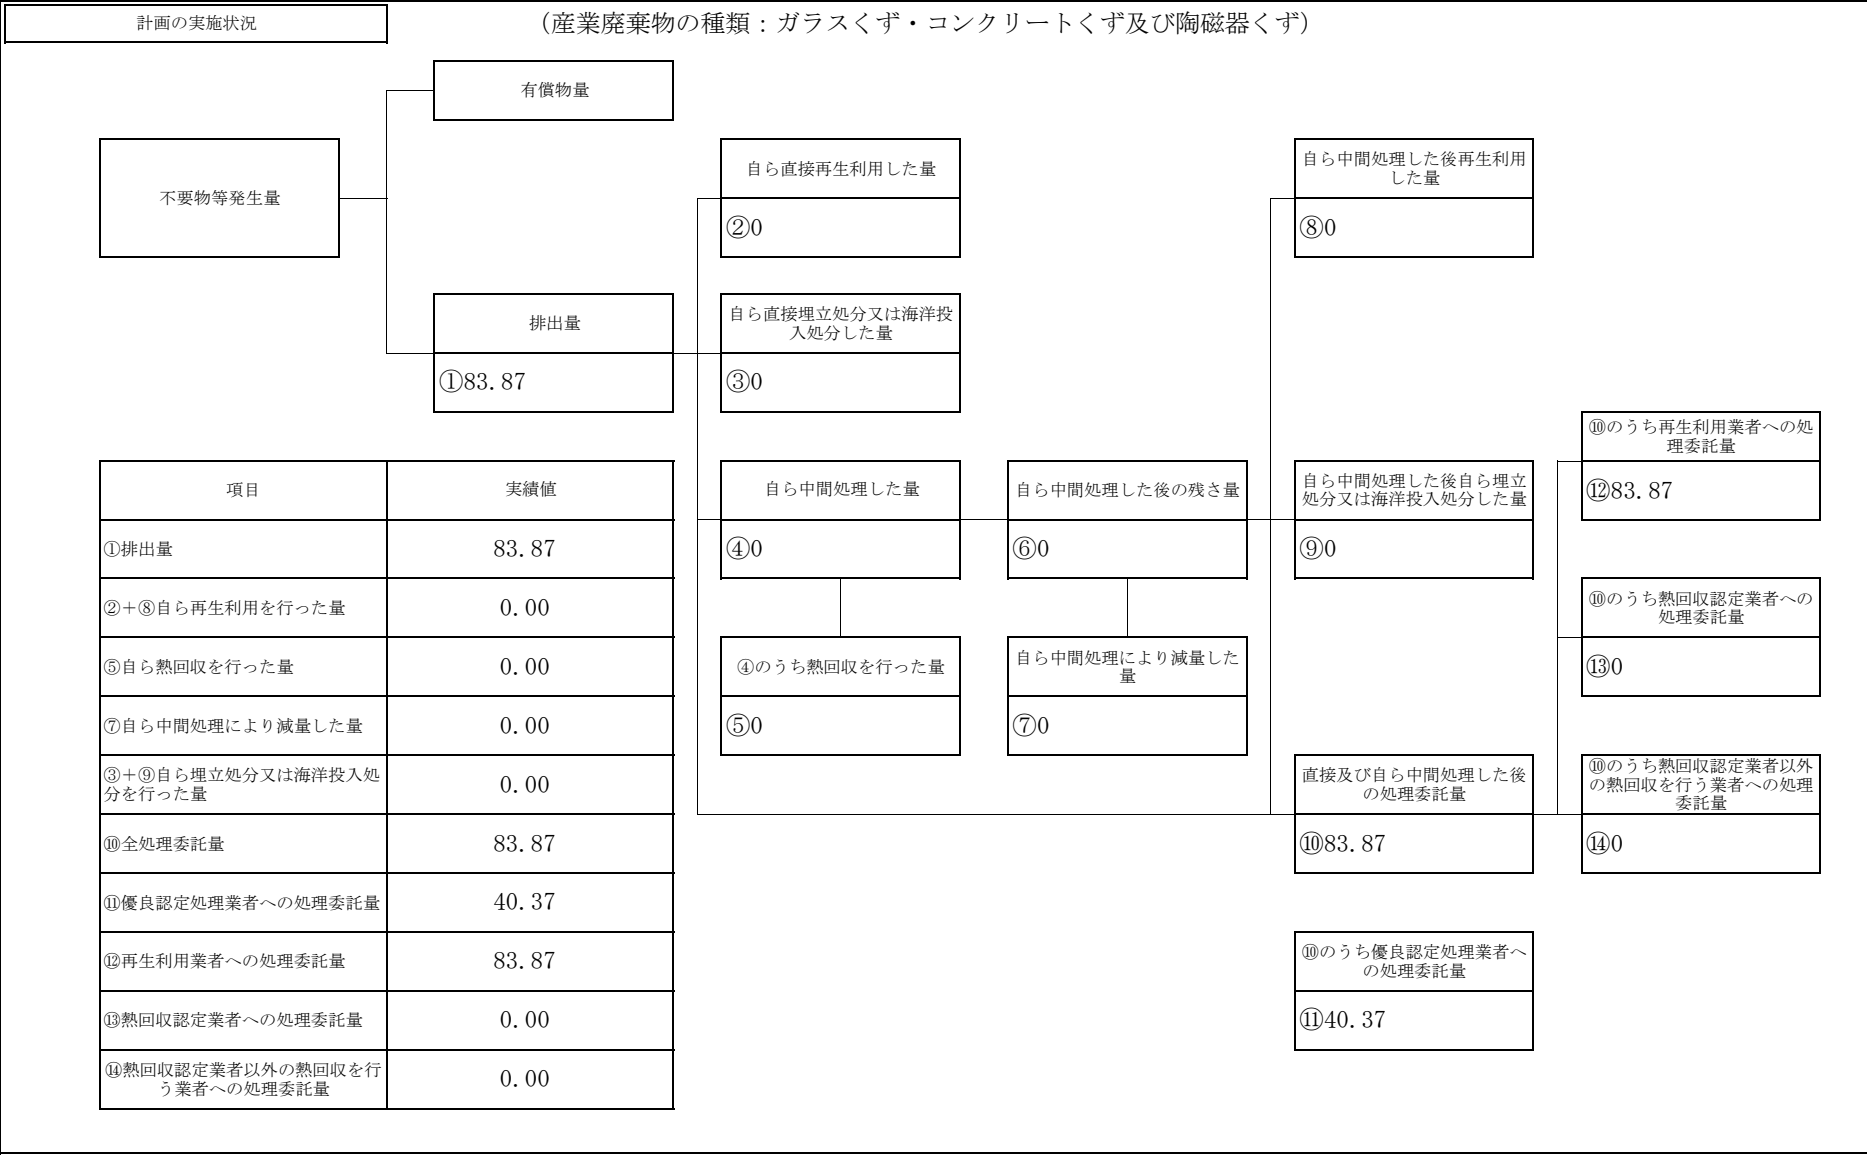 計画の実施状況
（産業廃棄物の種類：ガラスくず・コンクリートくず及び陶磁器くず）
有償物量
不要物等発生量
自ら直接再生利用した量
②0
自ら中間処理した後再生利用
した量
⑧0
排出量
①83.87
自ら直接埋立処分又は海洋投
入処分した量
③0
⑩のうち再生利用業者への処
理委託量
⑫83.87
項目
実績値
①排出量
83.87
②＋⑧自ら再生利用を行った量
0.00
⑤自ら熱回収を行った量
0.00
⑦自ら中間処理により減量した量
0.00
③＋⑨自ら埋立処分又は海洋投入処
分を行った量
0.00
⑩全処理委託量
83.87
⑪優良認定処理業者への処理委託量
40.37
⑫再生利用業者への処理委託量
83.87
⑬熱回収認定業者への処理委託量
0.00
⑭熱回収認定業者以外の熱回収を行
う業者への処理委託量
0.00
自ら中間処理した量
④0
自ら中間処理した後の残さ量
⑥0
自ら中間処理した後自ら埋立
処分又は海洋投入処分した量
⑨0
④のうち熱回収を行った量
⑤0
自ら中間処理により減量した
量
⑦0
⑩のうち熱回収認定業者への
処理委託量
⑬0
直接及び自ら中間処理した後
の処理委託量
⑩83.87
⑩のうち熱回収認定業者以外
の熱回収を行う業者への処理
委託量
⑭0
⑩のうち優良認定処理業者へ
の処理委託量
⑪40.37